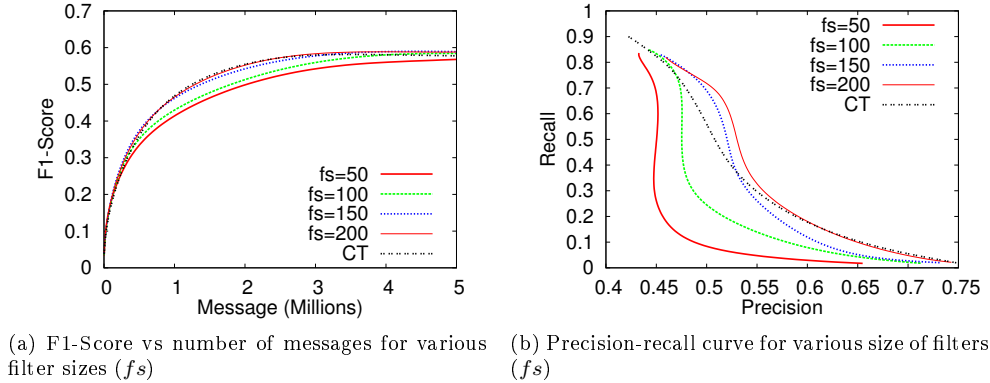 0.7
0.6
0.5
0.4
0.3
0.2
0.1
0
F1-Score
fs=50
fs=100
fs=150
fs=200
CT
0 1 2 3 4 5
Message (Millions)
(a) F1-Score vs number of messages for various
filter sizes (fs)
1
0.9
0.8
0.7
0.6
0.5
0.4
0.3
0.2
0.1
0
Recall
fs=50
fs=100
fs=150
fs=200
CT
0.4 0.45 0.5 0.55 0.6 0.65 0.7 0.75
Precision
(b) Precision-recall curve for various size of filters
(fs)